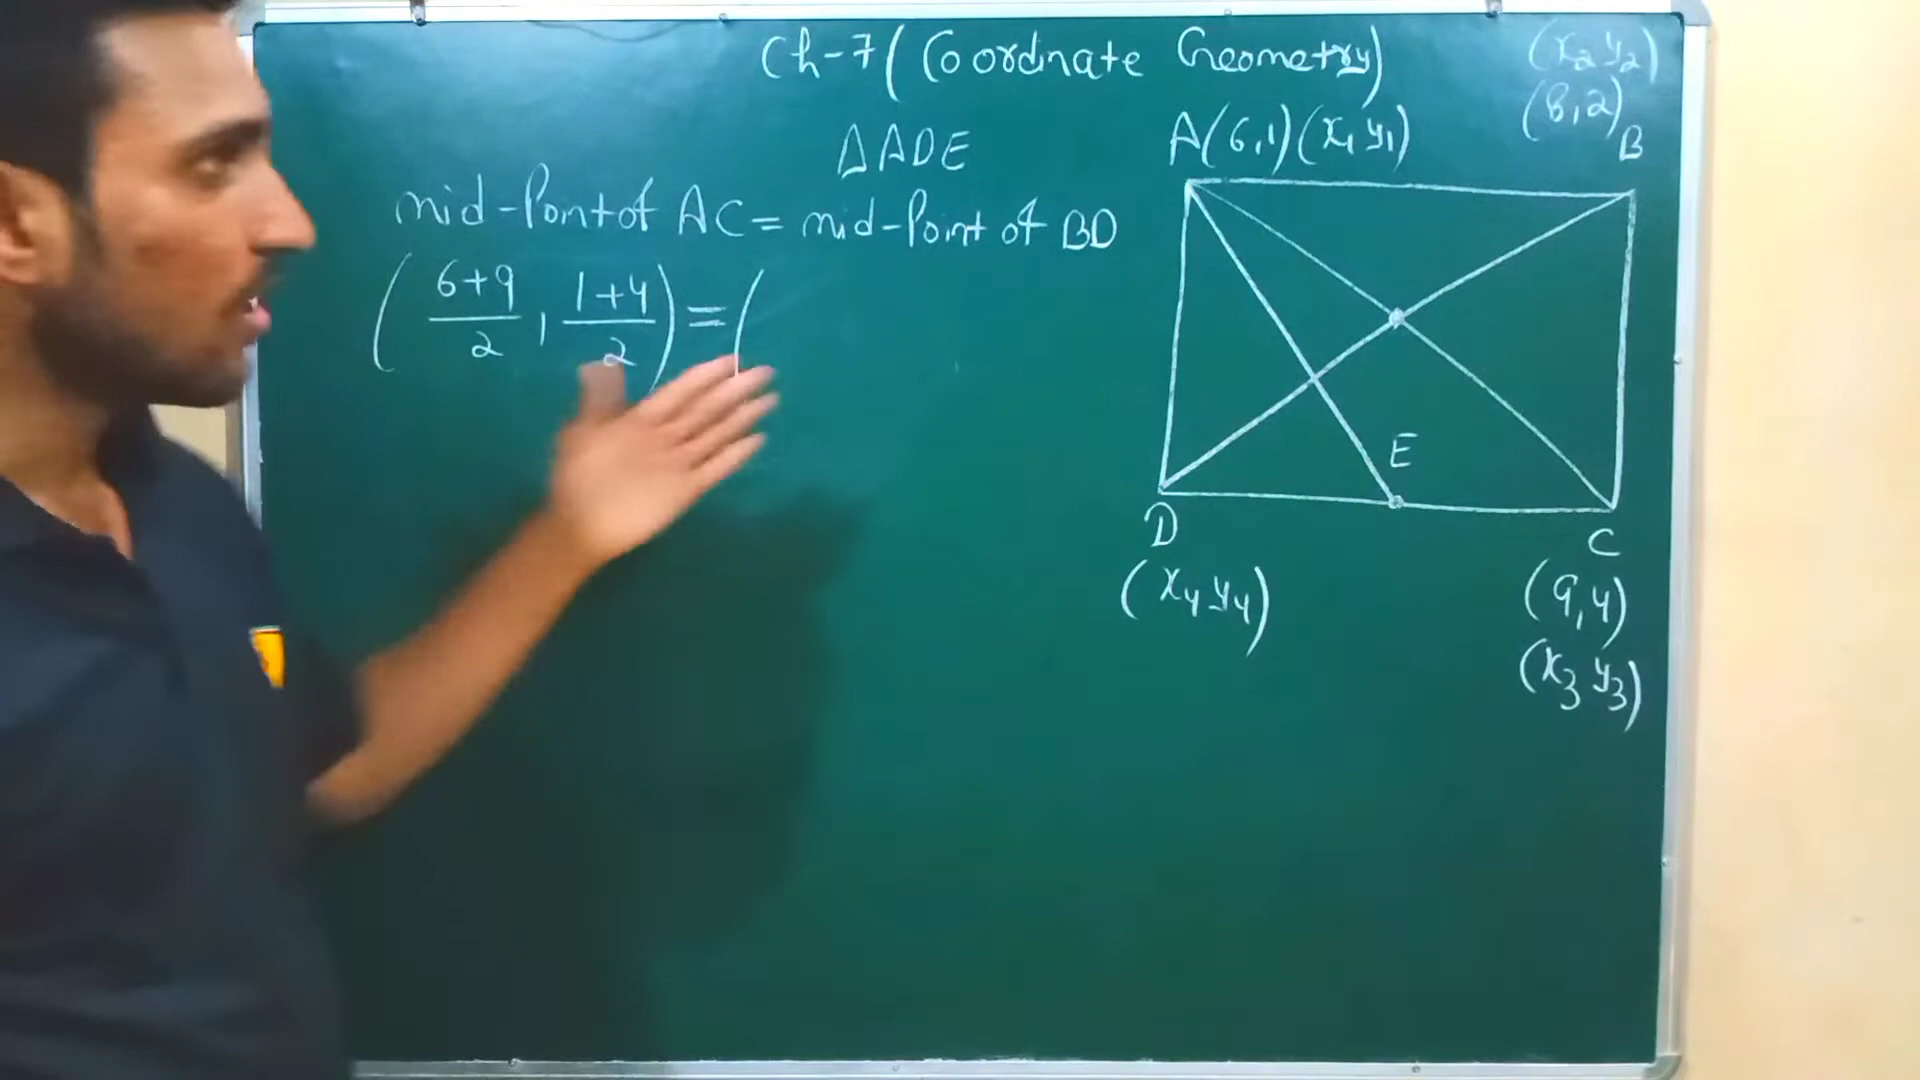 Ch-7 (Coordinate Geometry)
(x₂ y₂)
(8,2)
B
A(6,1)(x₁ y₁)
ΔADE
mid-Point of AC = mid-Point of BD
( 6+9/2 , 1+4/2 ) = (
E
D
C
(x₄ y₄)
(9,4)
(x₃ y₃)